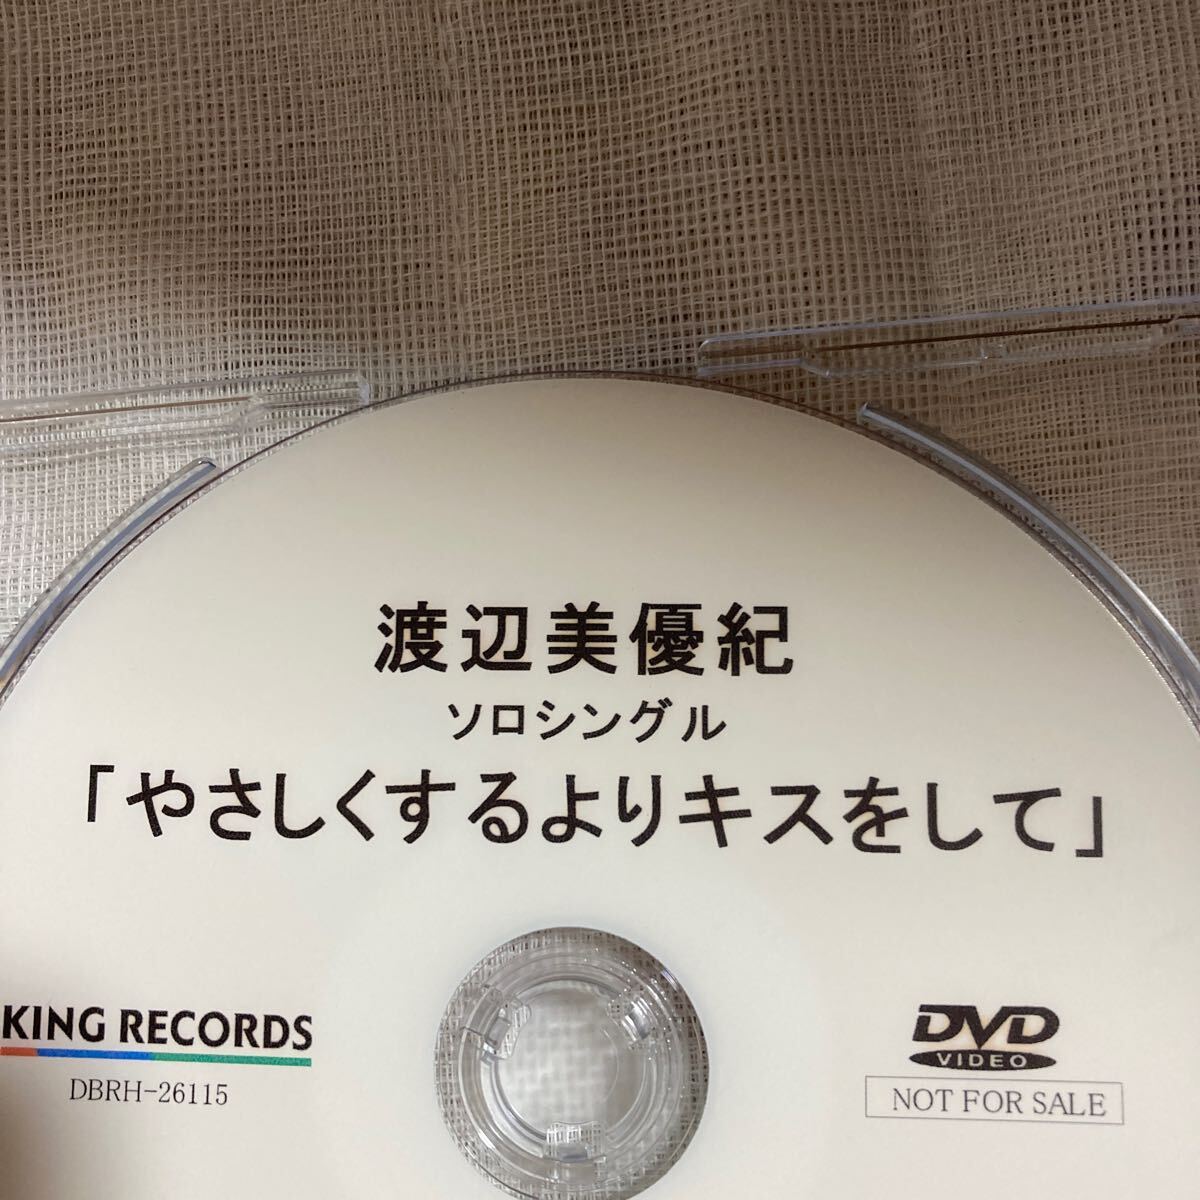 渡辺美優紀
ソロシングル
「やさしくするよりキスをして」
KING RECORDS
DBRH-26115
DVD
VIDEO
NOT FOR SALE